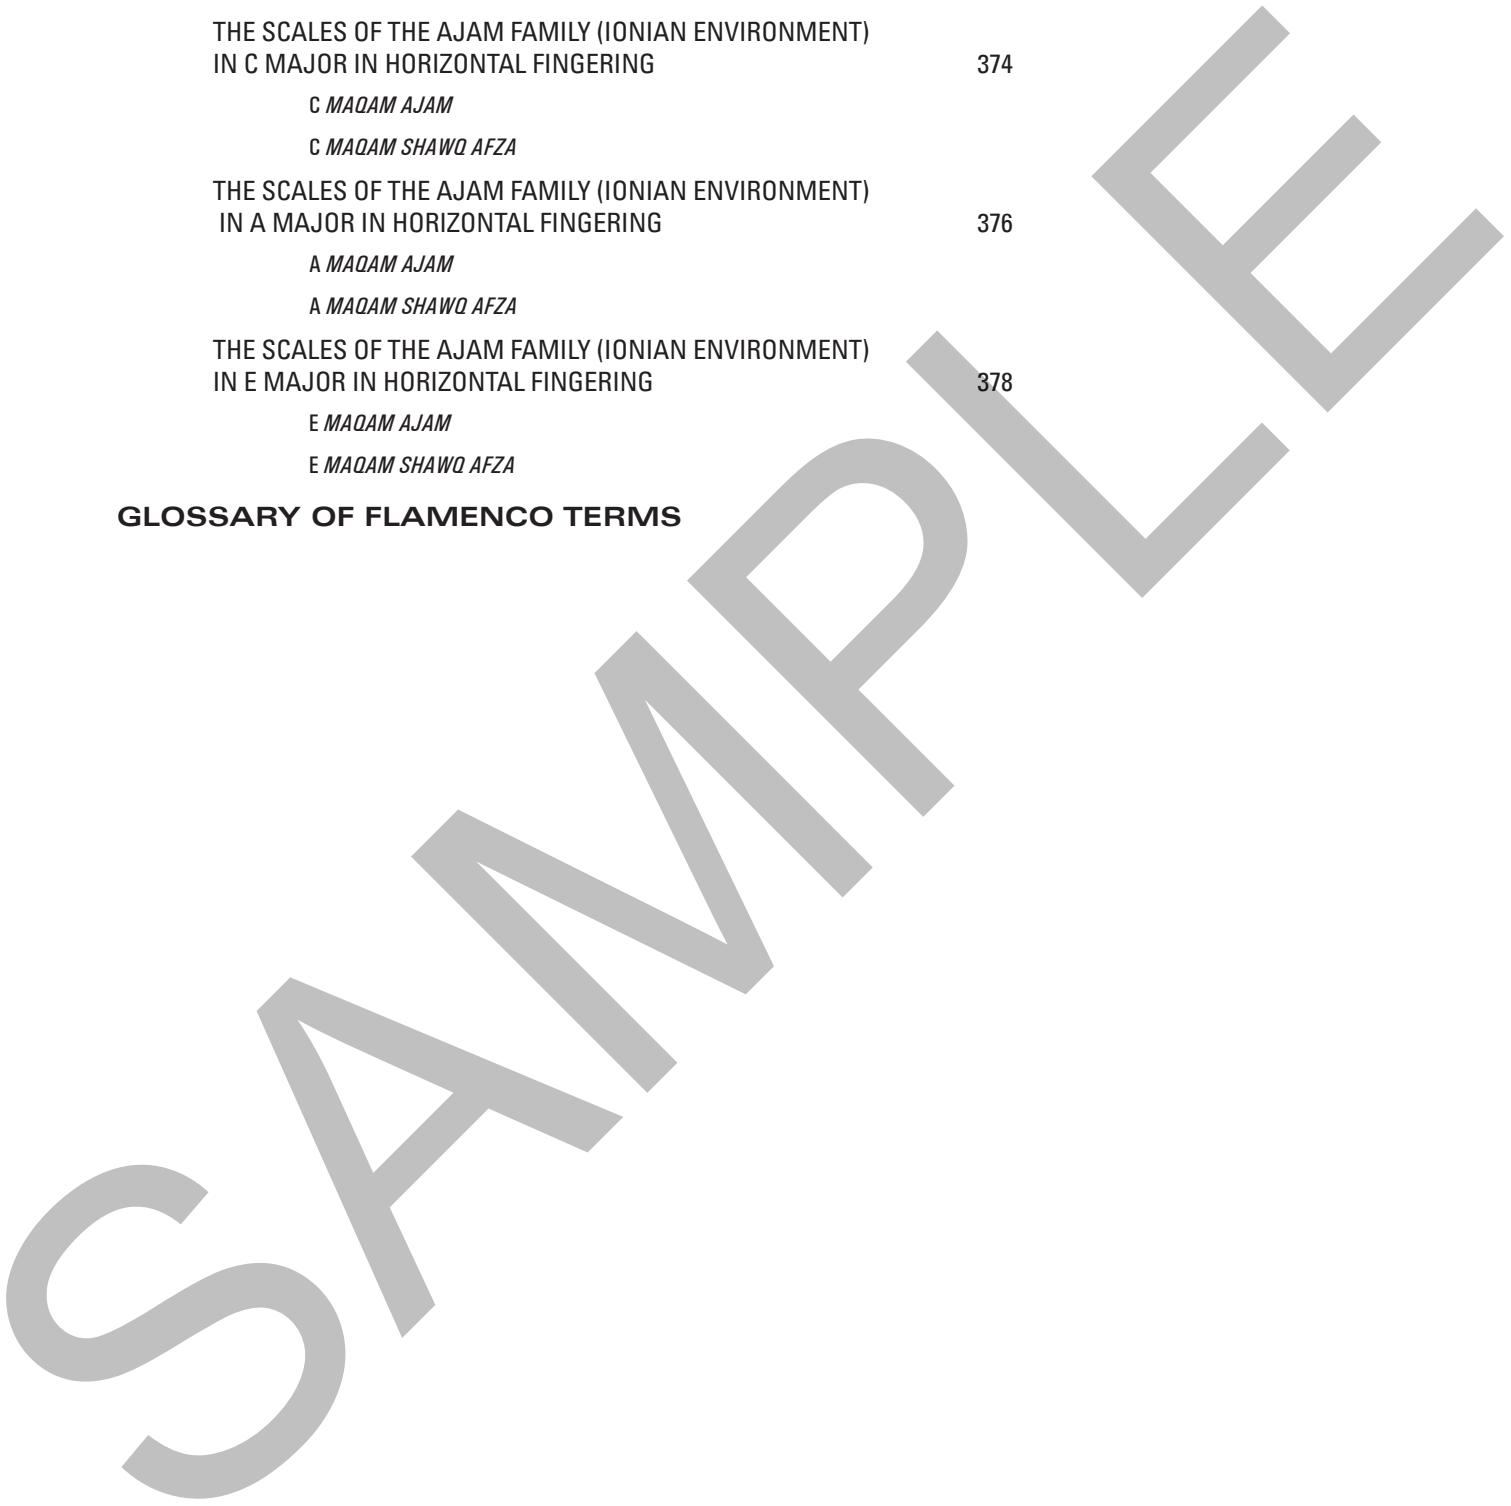 THE SCALES OF THE AJAM FAMILY (IONIAN ENVIRONMENT)
IN C MAJOR IN HORIZONTAL FINGERING 374
C MAQAM AJAM
C MAQAM SHAWQ AFZA
THE SCALES OF THE AJAM FAMILY (IONIAN ENVIRONMENT)
IN A MAJOR IN HORIZONTAL FINGERING 376
A MAQAM AJAM
A MAQAM SHAWQ AFZA
THE SCALES OF THE AJAM FAMILY (IONIAN ENVIRONMENT)
IN E MAJOR IN HORIZONTAL FINGERING 378
E MAQAM AJAM
E MAQAM SHAWQ AFZA
GLOSSARY OF FLAMENCO TERMS
SAMPLE